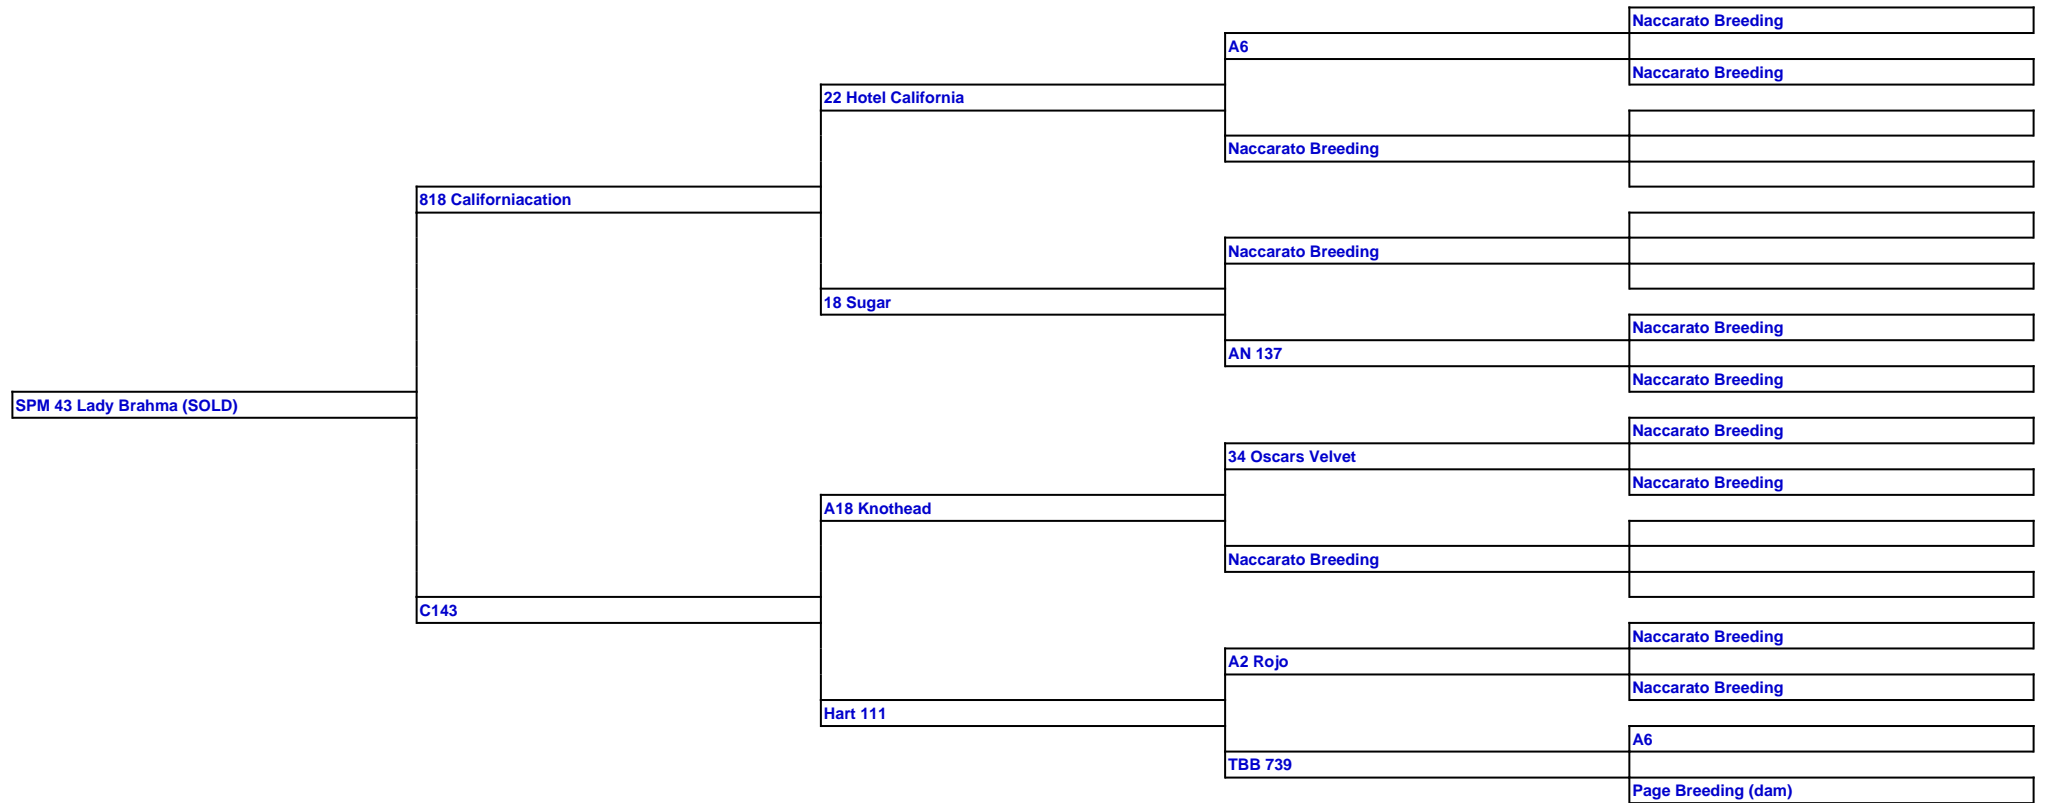 Naccarato Breeding
A6
Naccarato Breeding
22 Hotel California
Naccarato Breeding
818 Californiacation
Naccarato Breeding
18 Sugar
Naccarato Breeding
AN 137
Naccarato Breeding
SPM 43 Lady Brahma (SOLD)
Naccarato Breeding
34 Oscars Velvet
Naccarato Breeding
A18 Knothead
Naccarato Breeding
C143
Naccarato Breeding
A2 Rojo
Naccarato Breeding
Hart 111
A6
TBB 739
Page Breeding (dam)